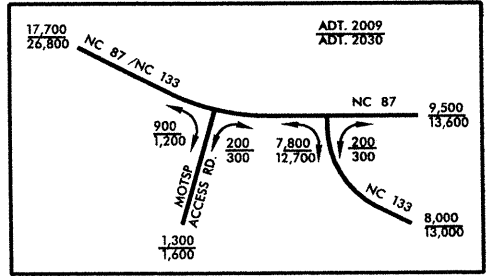 ADT. 2009
ADT. 2030
17,700
26,800
NC 87 /NC 133
NC 87
9,500
13,600
900
1,200
200
300
7,800
12,700
200
300
MOTSP
ACCESS RD.
NC 133
8,000
13,000
1,300
1,600